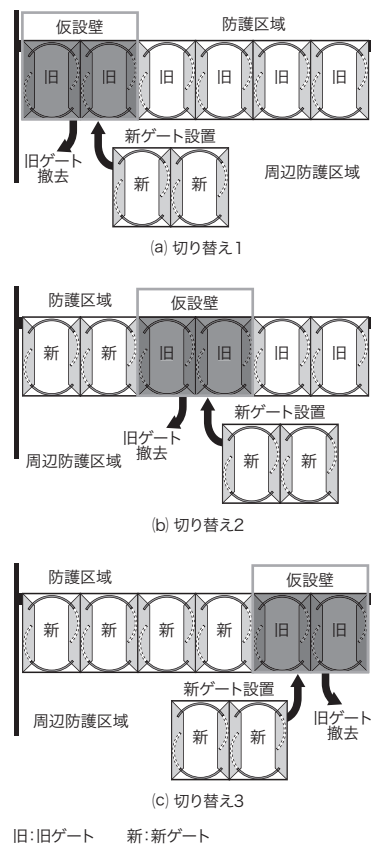 仮設壁
防護区域
旧 旧 旧 旧 旧 旧
新ゲート設置
旧ゲート
撤去
新 新
周辺防護区域
(a) 切り替え1
防護区域
仮設壁
新 新 旧 旧 旧 旧
新ゲート設置
旧ゲート
撤去
周辺防護区域
新 新
(b) 切り替え2
防護区域
仮設壁
新 新 新 新 旧 旧
新ゲート設置
周辺防護区域
旧ゲート
撤去
新 新
(c) 切り替え3
旧:旧ゲート 新:新ゲート